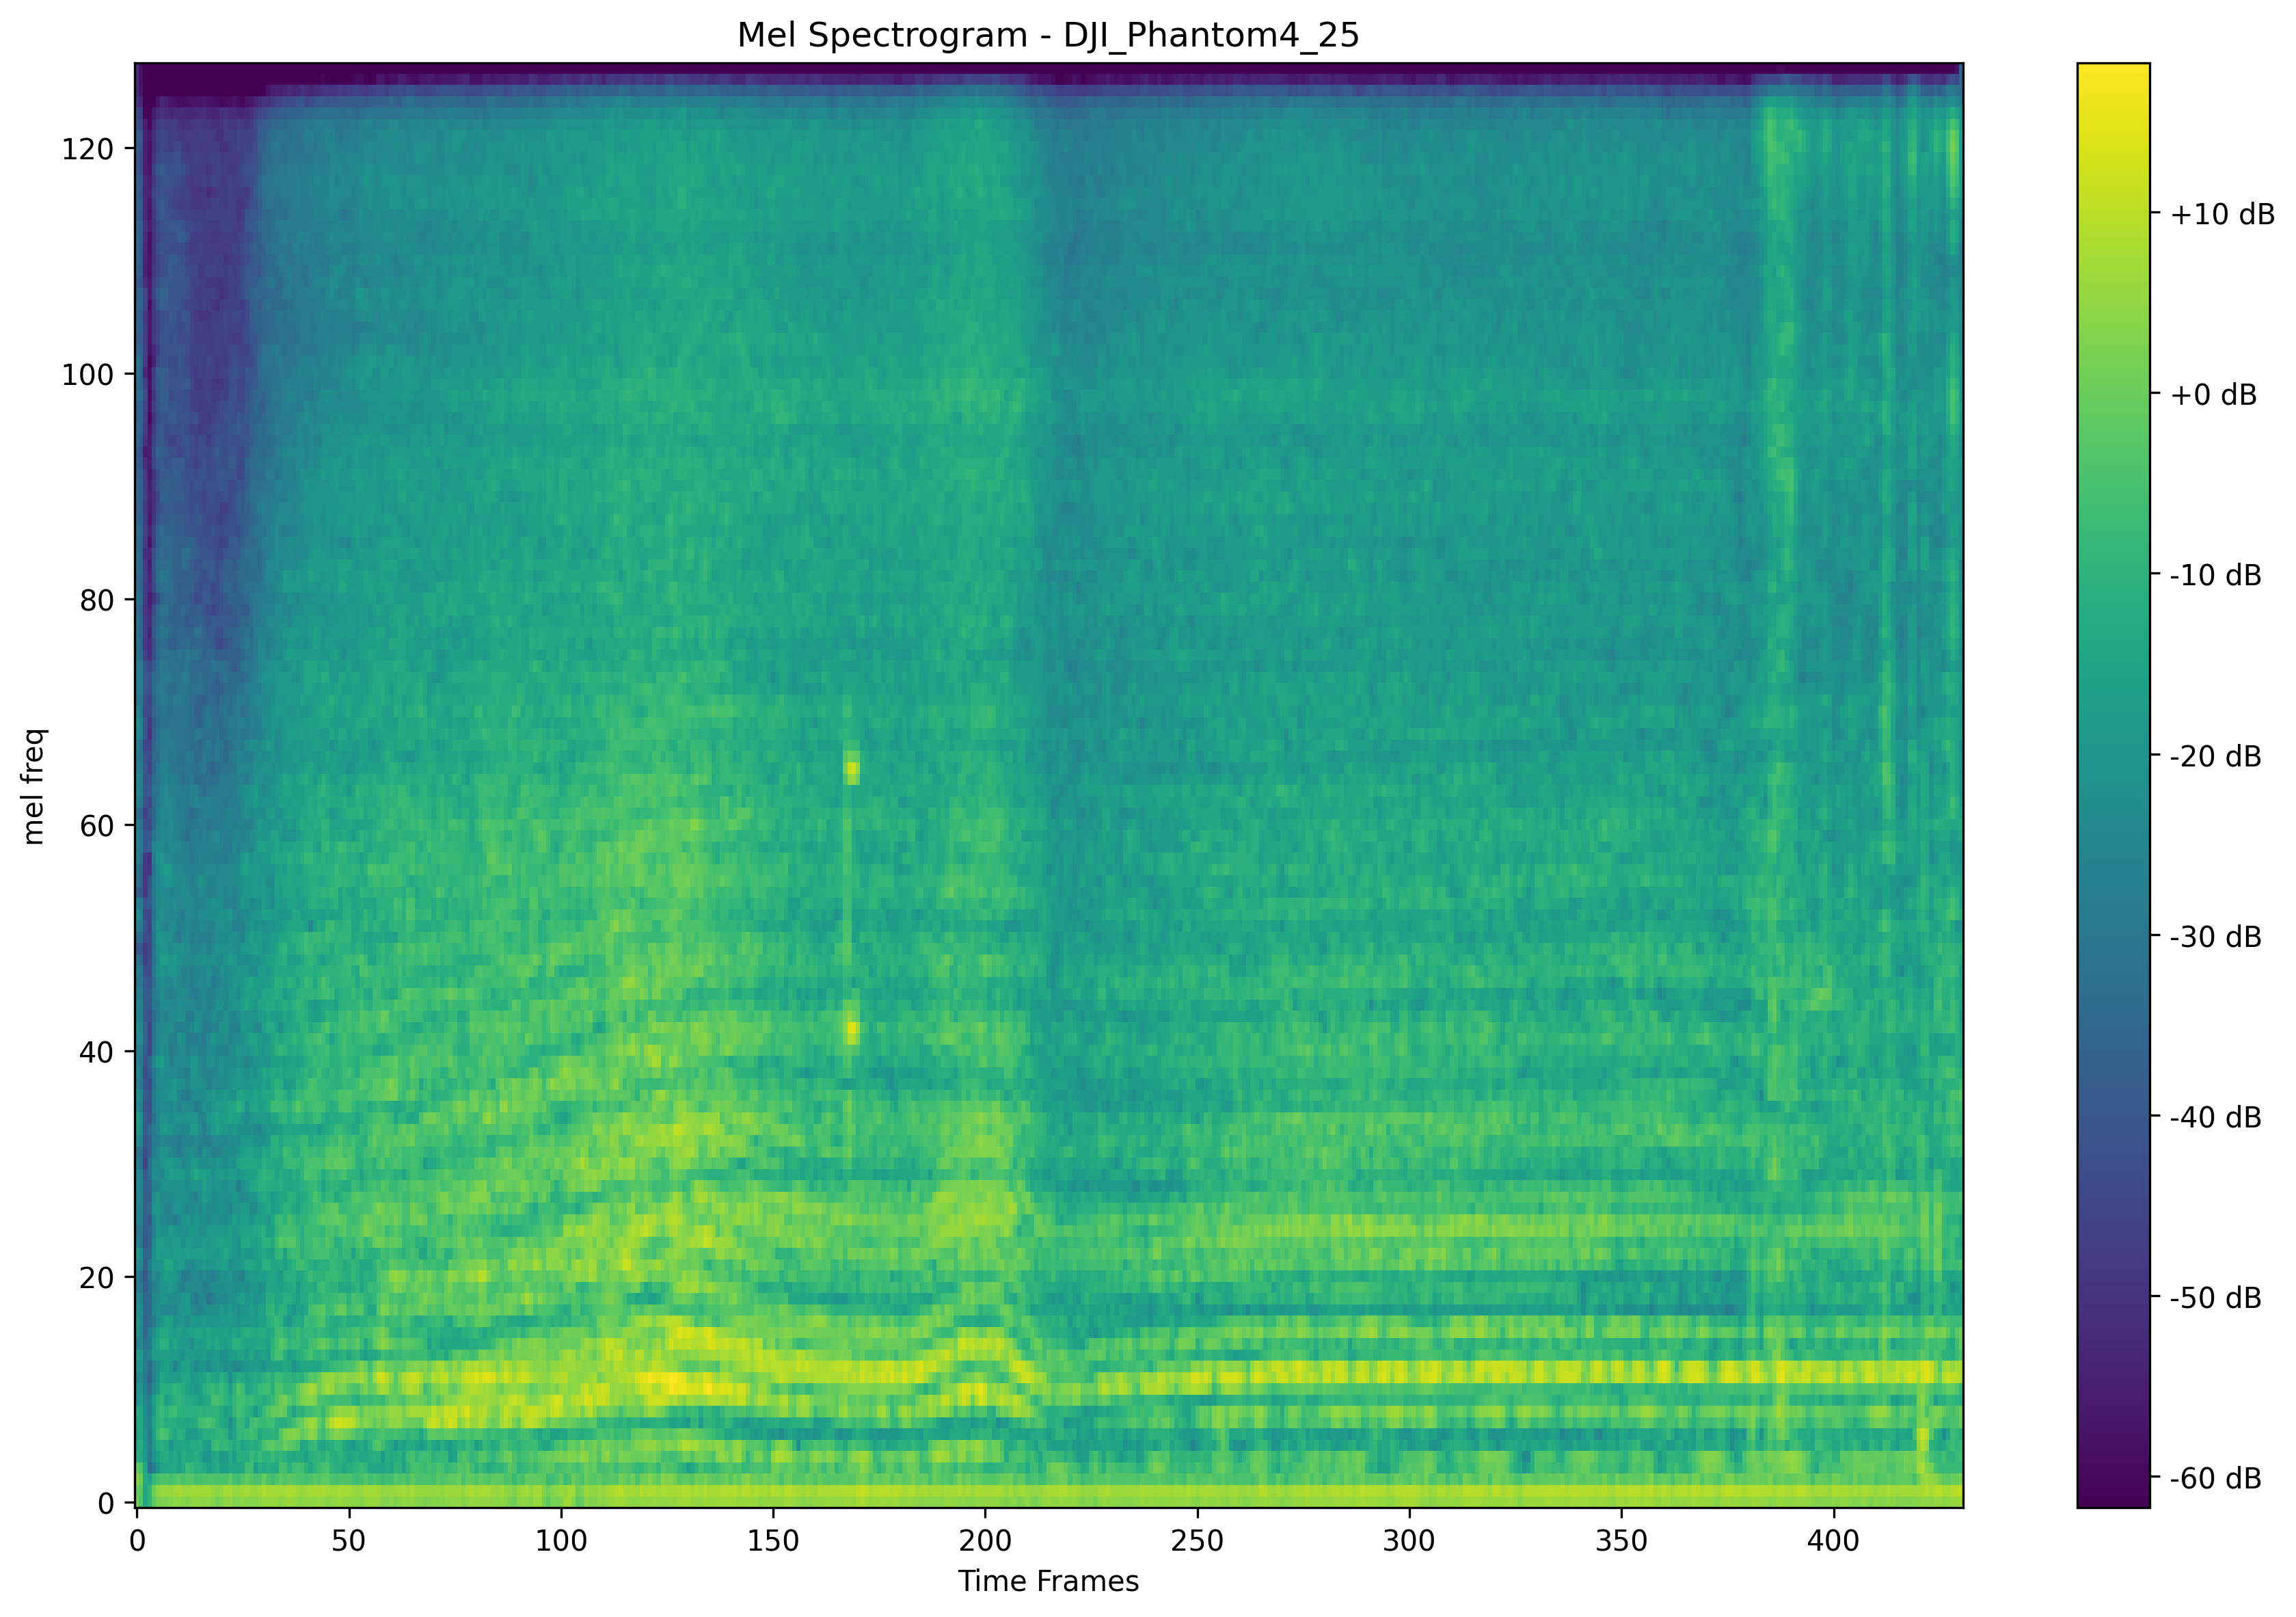 Mel Spectrogram - DJI_Phantom4_25
120
100
80
60
40
20
0
mel freq
0 50 100 150 200 250 300 350 400
Time Frames
+10 dB
+0 dB
-10 dB
-20 dB
-30 dB
-40 dB
-50 dB
-60 dB